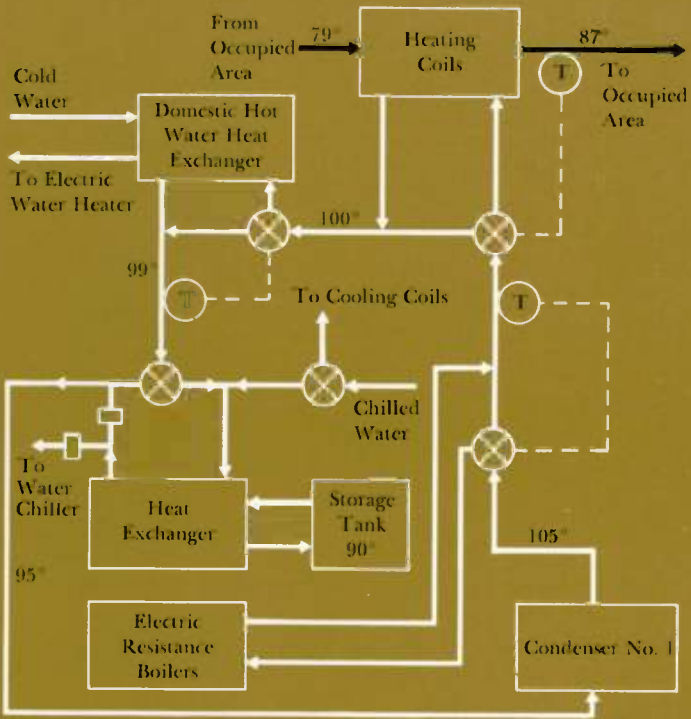 From
Occupied
Area
79°
Heating
Coils
87°
T
To
Occupied
Area
Cold
Water
Domestic Hot
Water Heat
Exchanger
To Electric
Water Heater
100°
99°
T
To Cooling Coils
T
Chilled
Water
To
Water
Chiller
Heat
Exchanger
Storage
Tank
90°
105°
95°
Electric
Resistance
Boilers
Condenser No. 1